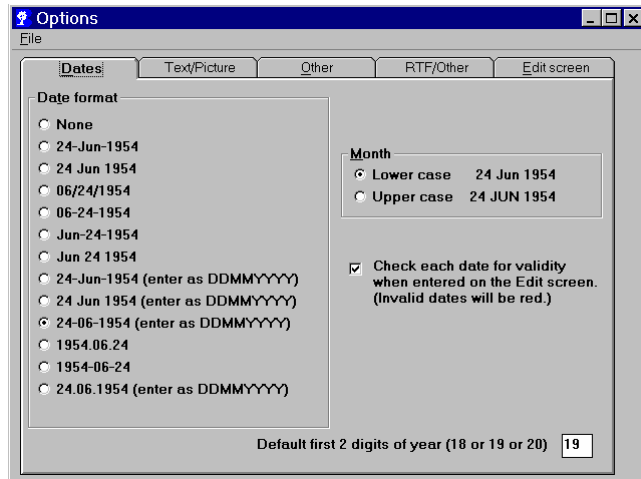 Options
File
Dates Text/Picture Other RTF/Other Edit screen
Date format
None
24-Jun-1954
24 Jun 1954
06/24/1954
06-24-1954
Jun-24-1954
Jun 24 1954
24-Jun-1954 (enter as DDMMYYYY)
24 Jun 1954 (enter as DDMMYYYY)
24-06-1954 (enter as DDMMYYYY)
1954.06.24
1954-06-24
24.06.1954 (enter as DDMMYYYY)
Month
Lower case 24 Jun 1954
Upper case 24 JUN 1954
Check each date for validity
when entered on the Edit screen.
(Invalid dates will be red.)
Default first 2 digits of year (18 or 19 or 20) 19